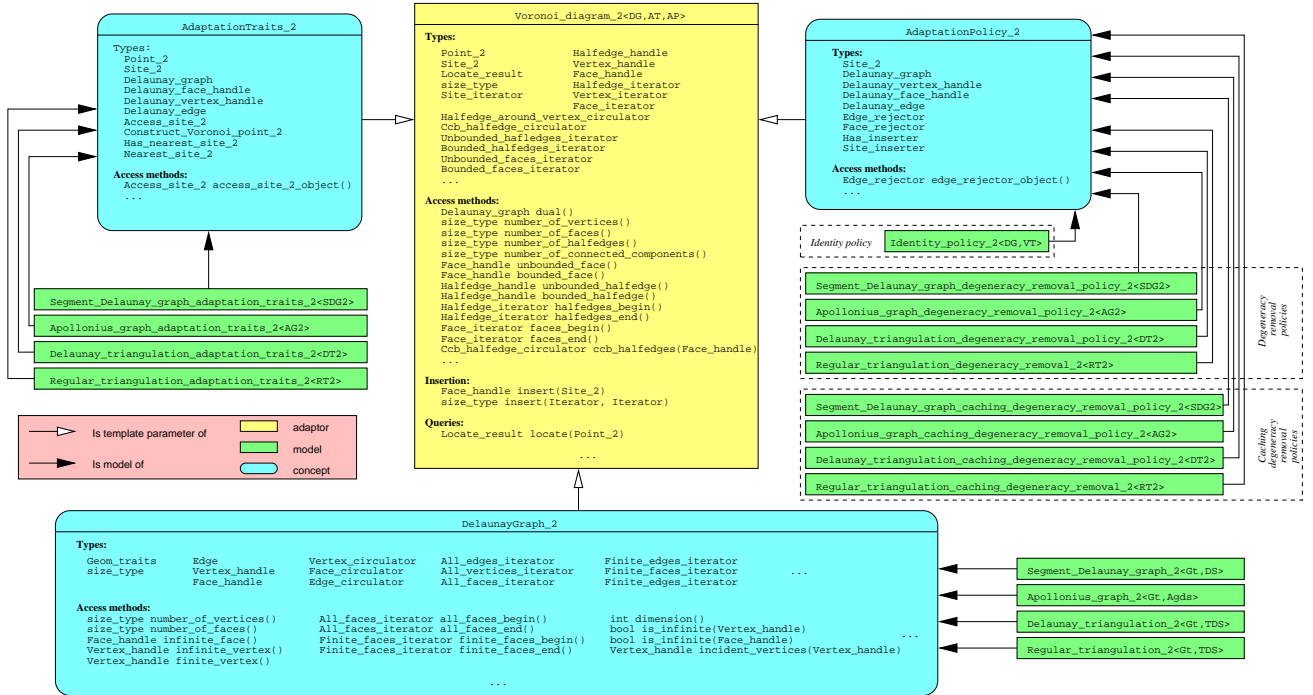 AdaptationTraits_2
Types:
Point_2
Site_2
Delaunay_graph
Delaunay_face_handle
Delaunay_vertex_handle
Delaunay_edge
Access_site_2
Construct_Voronoi_point_2
Has_nearest_site_2
Nearest_site_2
Access methods:
Access_site_2 access_site_2_object()
...
Voronoi_diagram_2<DG,AT,AP>
Types:
Point_2 Halfedge_handle
Site_2 Vertex_handle
Locate_result Face_handle
size_type Halfedge_iterator
Site_iterator Vertex_iterator
Face_iterator
Halfedge_around_vertex_circulator
Ccb_halfedge_circulator
Unbounded_hafledges_iterator
Bounded_halfedges_iterator
Unbounded_faces_iterator
Bounded_faces_iterator
...
Access methods:
Delaunay_graph dual()
size_type number_of_vertices()
size_type number_of_faces()
size_type number_of_halfedges()
size_type number_of_connected_components()
Face_handle unbounded_face()
Face_handle bounded_face()
Halfedge_handle unbounded_halfedge()
Halfedge_handle bounded_halfedge()
Halfedge_iterator halfedges_begin()
Halfedge_iterator halfedges_end()
Face_iterator faces_begin()
Face_iterator faces_end()
Ccb_halfedge_circulator ccb_halfedges(Face_handle)
...
Insertion:
Face_handle insert(Site_2)
size_type insert(Iterator, Iterator)
Queries:
Locate_result locate(Point_2)
...
AdaptationPolicy_2
Types:
Site_2
Delaunay_graph
Delaunay_vertex_handle
Delaunay_face_handle
Delaunay_edge
Edge_rejector
Face_rejector
Has_inserter
Site_inserter
Access methods:
Edge_rejector edge_rejector_object()
...
Identity policy
Identity_policy_2<DG,VT>
Segment_Delaunay_graph_degeneracy_removal_policy_2<SDG2>
Apollonius_graph_degeneracy_removal_policy_2<AG2>
Delaunay_triangulation_degeneracy_removal_policy_2<DT2>
Regular_triangulation_degeneracy_removal_2<RT2>
Degeneracy
removal
policies
Segment_Delaunay_graph_caching_degeneracy_removal_policy_2<SDG2>
Apollonius_graph_caching_degeneracy_removal_policy_2<AG2>
Delaunay_triangulation_caching_degeneracy_removal_policy_2<DT2>
Regular_triangulation_caching_degeneracy_removal_2<RT2>
Caching
degeneracy
removal
policies
Segment_Delaunay_graph_adaptation_traits_2<SDG2>
Apollonius_graph_adaptation_traits_2<AG2>
Delaunay_triangulation_adaptation_traits_2<DT2>
Regular_triangulation_adaptation_traits_2<RT2>
Is template parameter of
Is model of
adaptor
model
concept
DelaunayGraph_2
Types:
Geom_traits Edge Vertex_circulator All_edges_iterator Finite_edges_iterator
size_type Vertex_handle Face_circulator All_vertices_iterator Finite_faces_iterator ...
Face_handle Edge_circulator All_faces_iterator Finite_edges_iterator
Access methods:
size_type number_of_vertices() All_faces_iterator all_faces_begin() int dimension()
size_type number_of_faces() All_faces_iterator all_faces_end() bool is_infinite(Vertex_handle)
Face_handle infinite_face() Finite_faces_iterator finite_faces_begin() bool is_infinite(Face_handle) ...
Vertex_handle infinite_vertex() Finite_faces_iterator finite_faces_end() Vertex_handle incident_vertices(Vertex_handle)
Vertex_handle finite_vertex()
...
Segment_Delaunay_graph_2<Gt,DS>
Apollonius_graph_2<Gt,Agds>
Delaunay_triangulation_2<Gt,TDS>
Regular_triangulation_2<Gt,TDS>